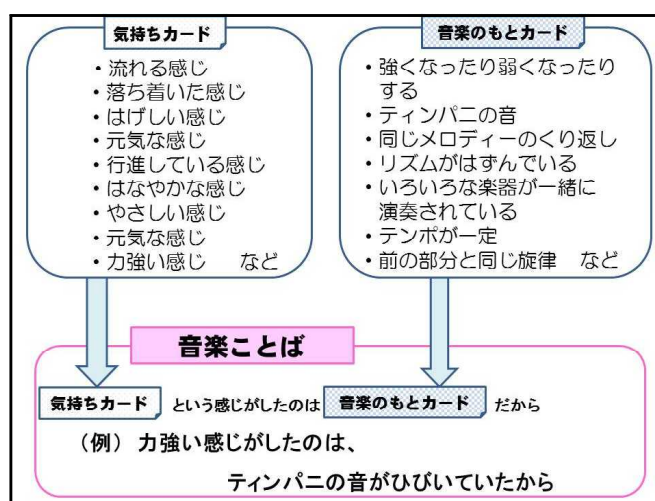 気持ちカード
・流れる感じ
・落ち着いた感じ
・はげしい感じ
・元気な感じ
・行進している感じ
・はなやかな感じ
・やさしい感じ
・元気な感じ
・力強い感じ　など
音楽のもとカード
・強くなったり弱くなったり
する
・ティンパニの音
・同じメロディーのくり返し
・リズムがはずんでいる
・いろいろな楽器が一緒に
演奏されている
・テンポが一定
・前の部分と同じ旋律　など
音楽ことば
気持ちカード という感じがしたのは 音楽のもとカード だから
（例）力強い感じがしたのは、
ティンパニの音がひびいていたから